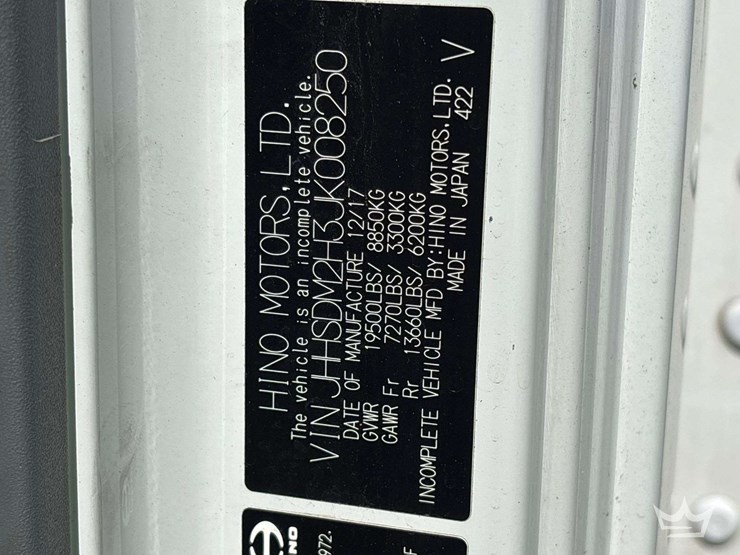 HINO MOTORS, LTD.
The vehicle is an incomplete vehicle.
VIN JHHSDM2H3JK008250
DATE OF MANUFACTURE 12/17
GVWR 19500LBS/ 8850KG
GAWR Fr 7270LBS/ 3300KG
Rr 13660LBS/ 6200KG
INCOMPLETE VEHICLE MFD BY:HINO MOTORS, LTD.
MADE IN JAPAN 422 V
972.
F